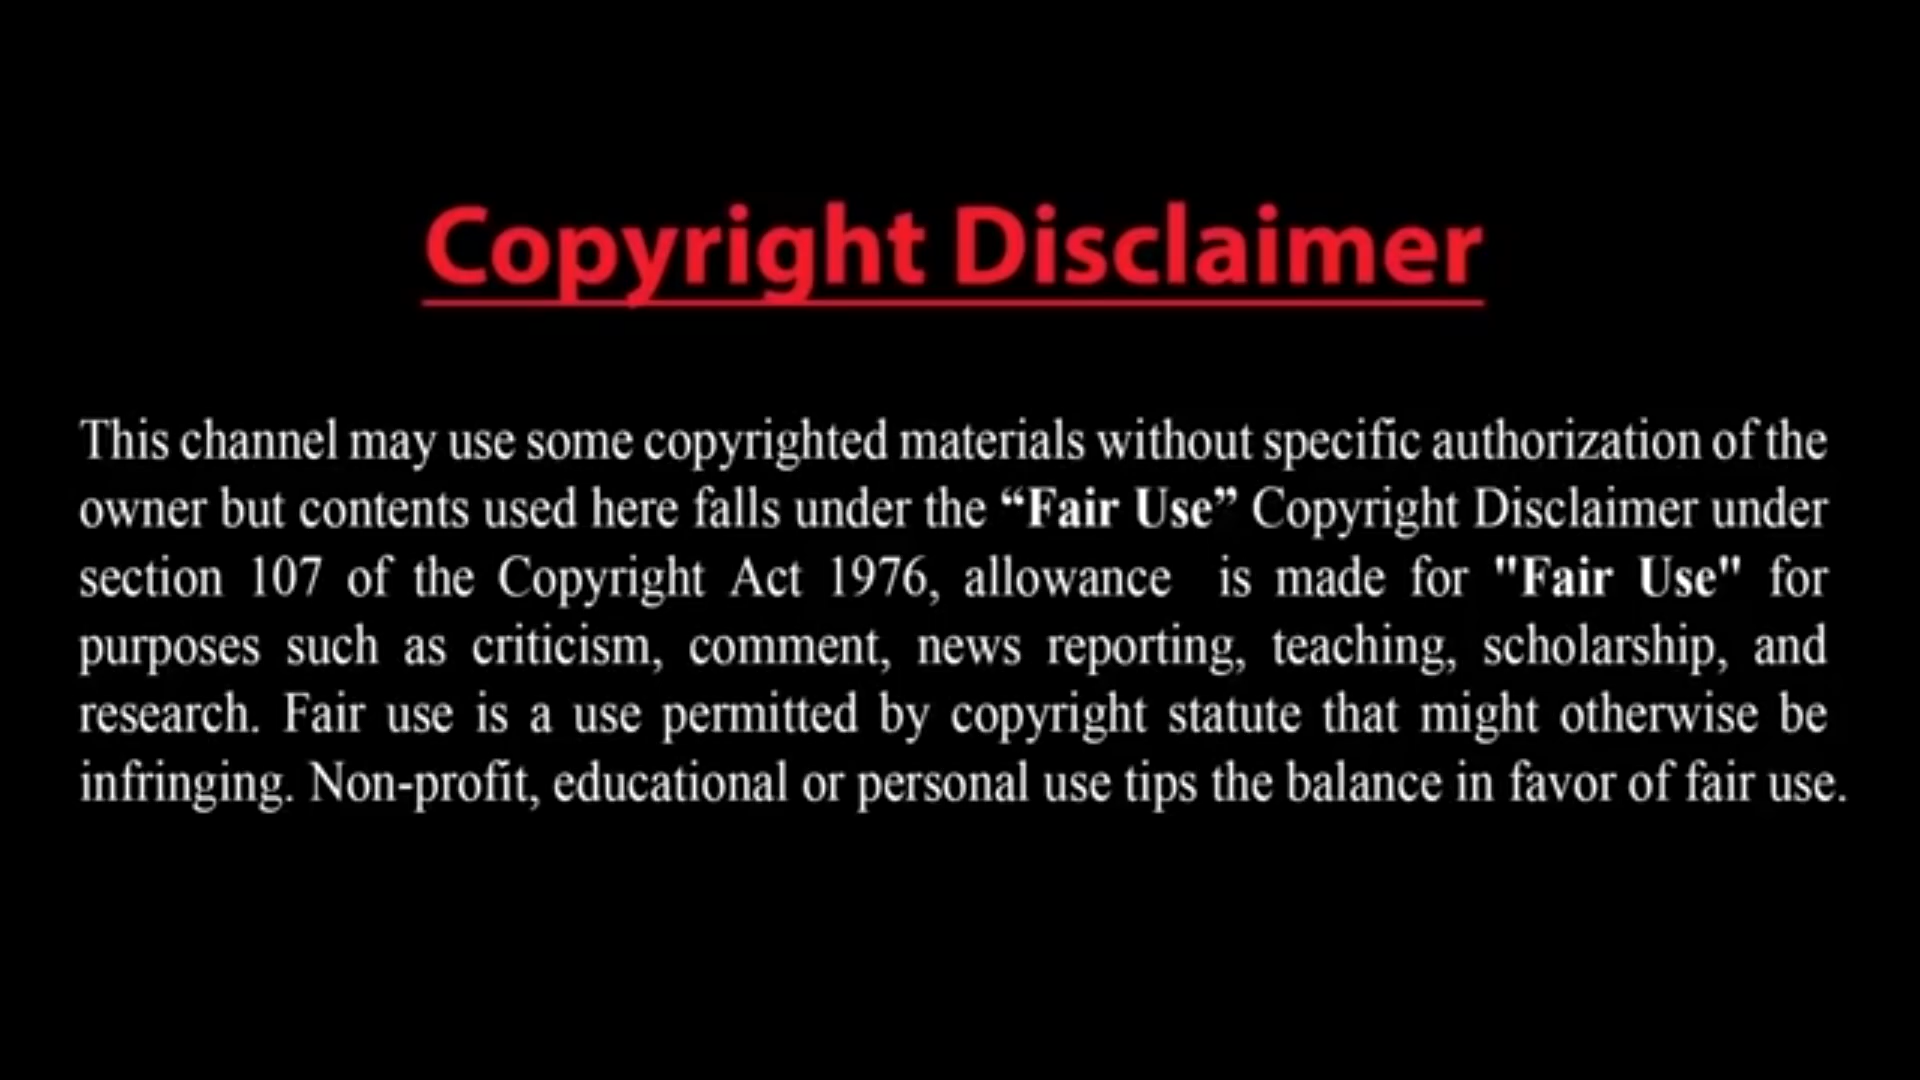 Copyright Disclaimer
This channel may use some copyrighted materials without specific authorization of the
owner but contents used here falls under the “Fair Use” Copyright Disclaimer under
section 107 of the Copyright Act 1976, allowance is made for "Fair Use" for
purposes such as criticism, comment, news reporting, teaching, scholarship, and
research. Fair use is a use permitted by copyright statute that might otherwise be
infringing. Non-profit, educational or personal use tips the balance in favor of fair use.